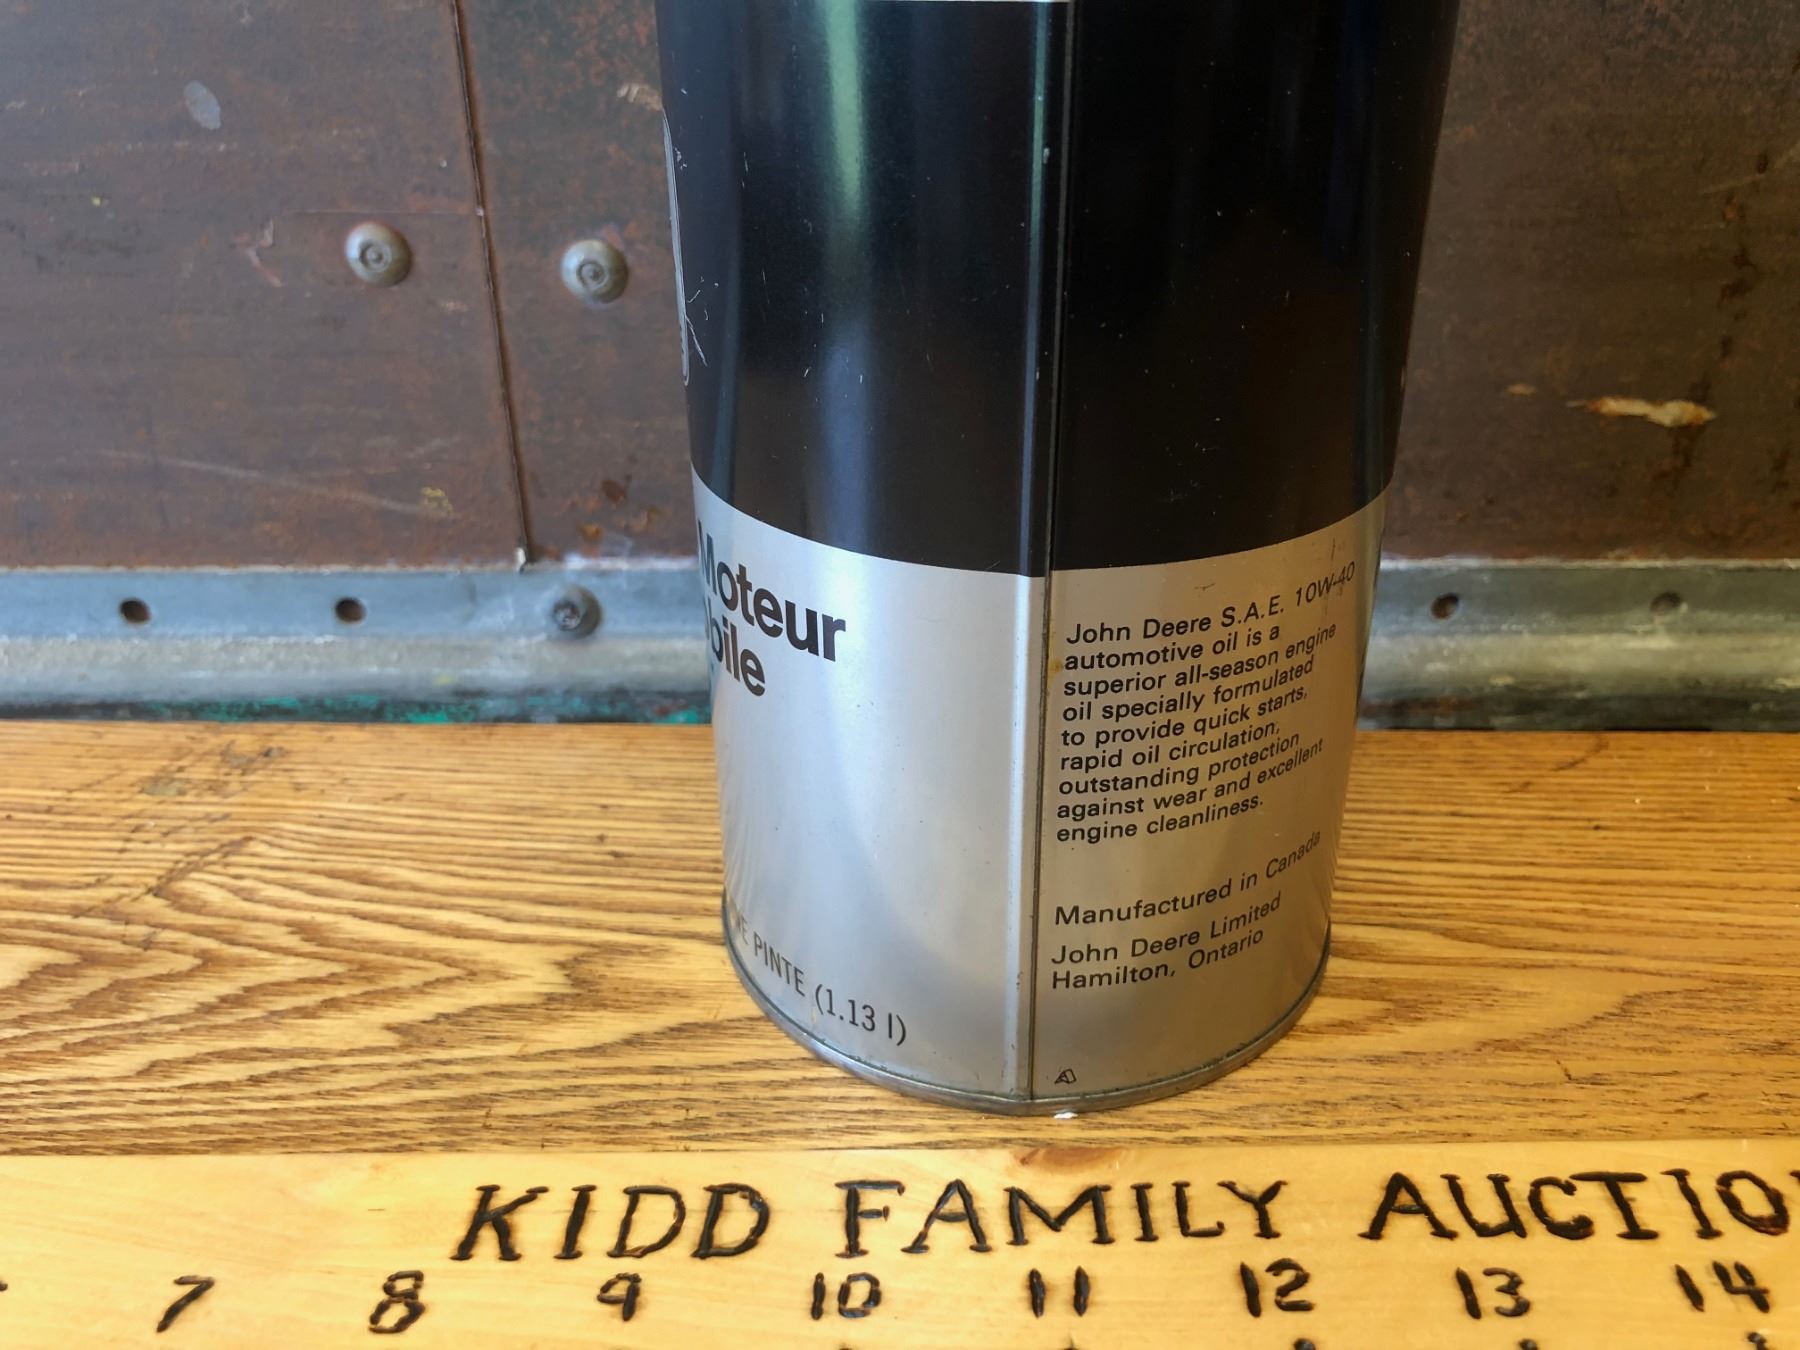 Moteur
PINTE (1.13 l)
John Deere S.A.E. 10W-40
automotive oil is a
superior all-season engine
oil specially formulated
to provide quick starts,
rapid oil circulation,
outstanding protection
against wear and excellent
engine cleanliness.
Manufactured in Canada
John Deere Limited
Hamilton, Ontario
KIDD FAMILY
7 8 9 10 11 12 13 14